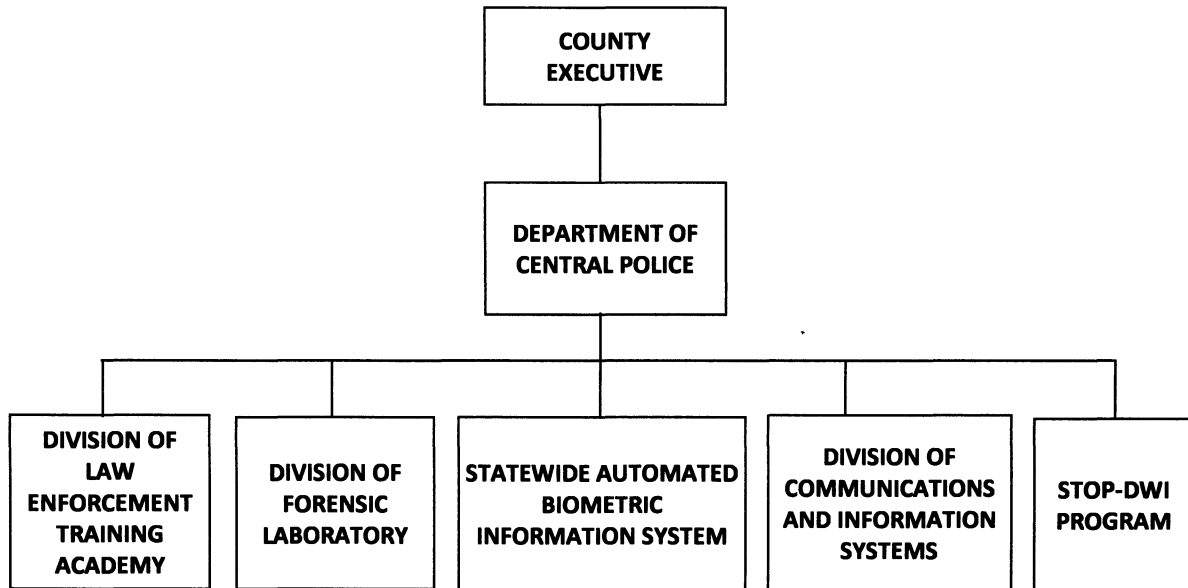 COUNTY
EXECUTIVE
DEPARTMENT OF
CENTRAL POLICE
DIVISION OF
LAW
ENFORCEMENT
TRAINING
ACADEMY
DIVISION OF
FORENSIC
LABORATORY
STATEWIDE AUTOMATED
BIOMETRIC
INFORMATION SYSTEM
DIVISION OF
COMMUNICATIONS
AND INFORMATION
SYSTEMS
STOP-DWI
PROGRAM